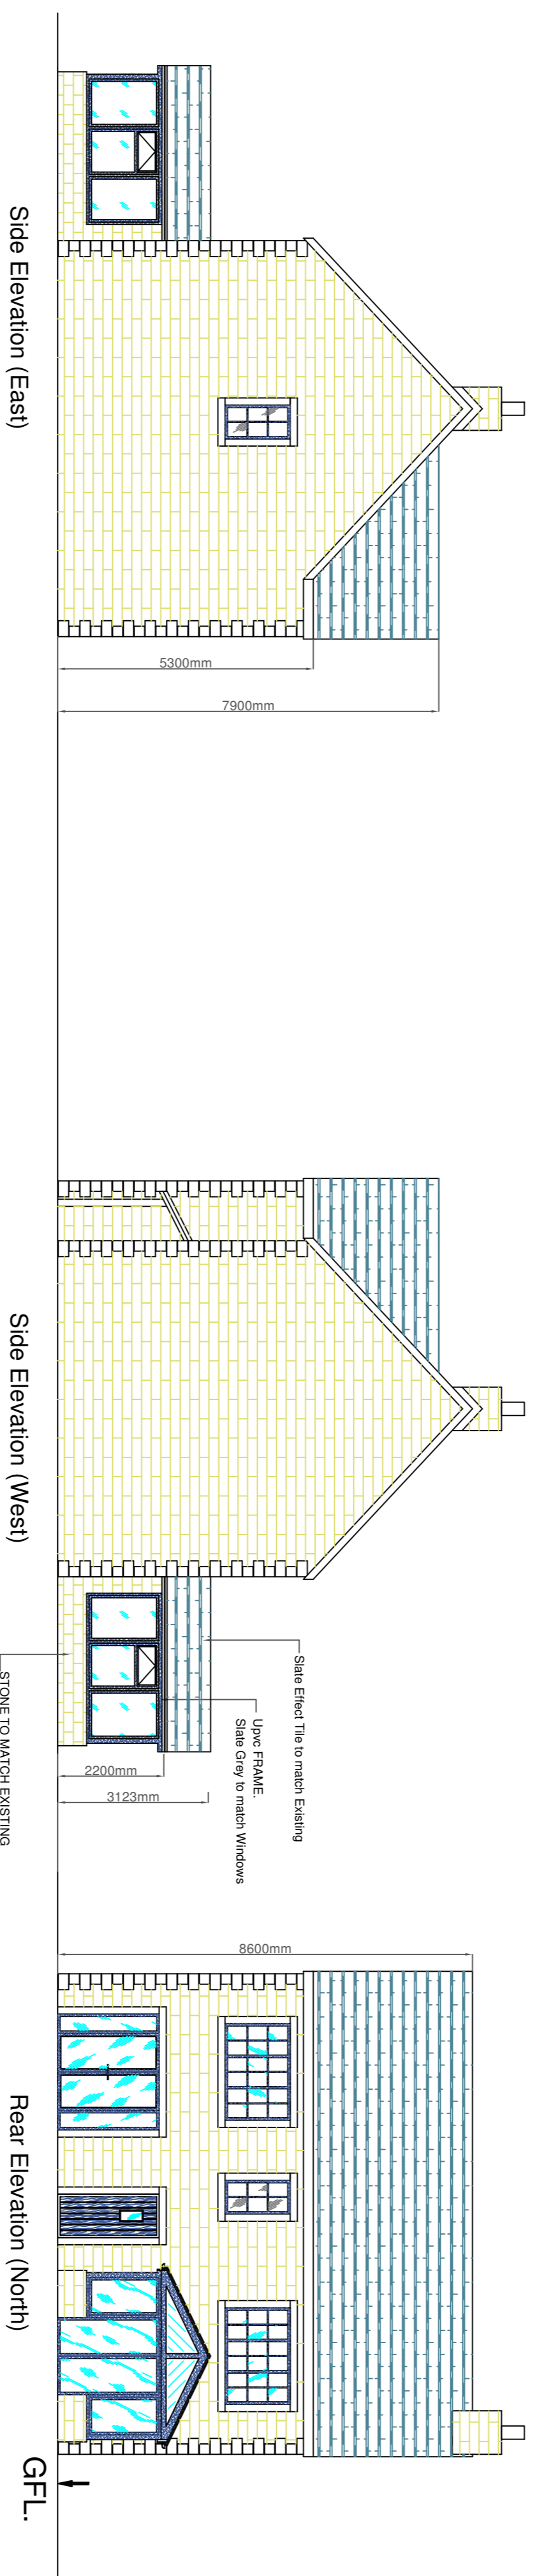 5300mm
7900mm
Side Elevation (East)
Slate Effect Tile to match Existing
Upvc FRAME.
Slate Grey to match Windows
2200mm
3123mm
STONE TO MATCH EXISTING
Side Elevation (West)
8600mm
Rear Elevation (North)
GFL.